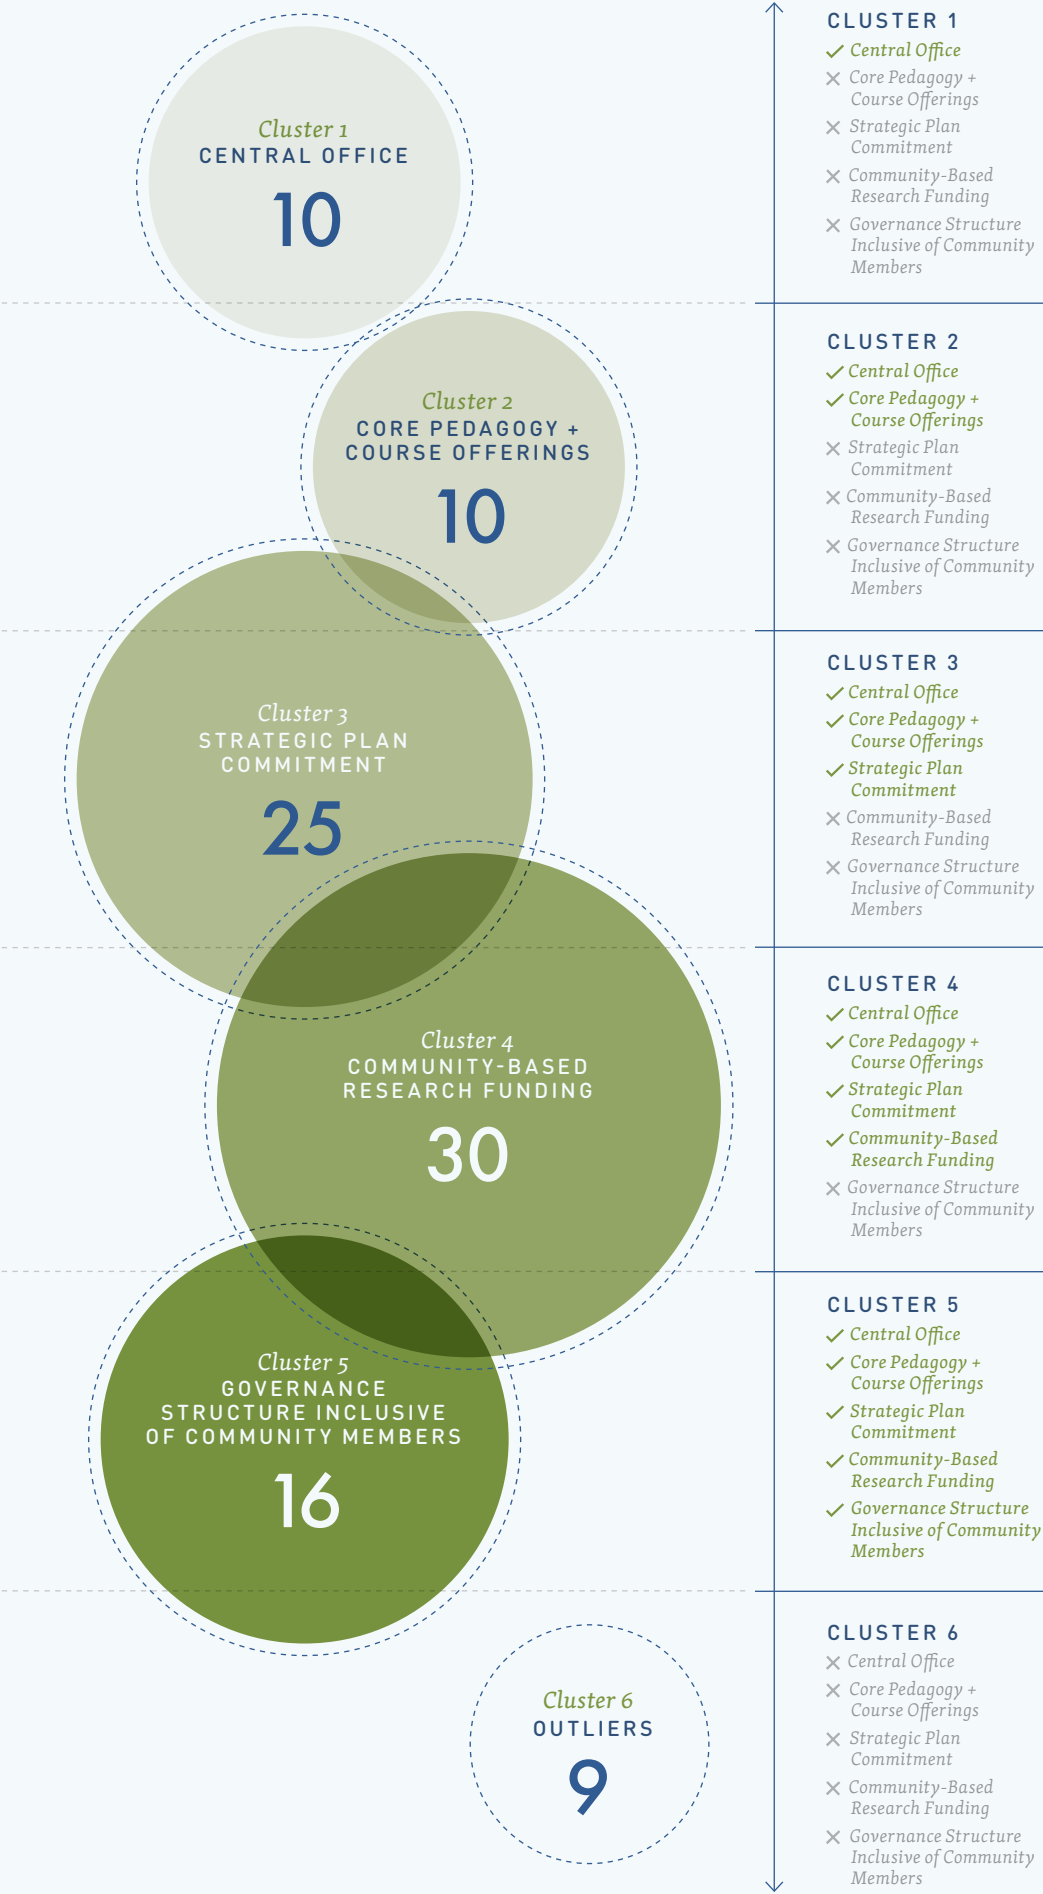 Cluster 1
CENTRAL OFFICE
10
CLUSTER 1
Central Office
Core Pedagogy +
Course Offerings
Strategic Plan
Commitment
Community-Based
Research Funding
Governance Structure
Inclusive of Community
Members
Cluster 2
CORE PEDAGOGY +
COURSE OFFERINGS
10
CLUSTER 2
Central Office
Core Pedagogy +
Course Offerings
Strategic Plan
Commitment
Community-Based
Research Funding
Governance Structure
Inclusive of Community
Members
Cluster 3
STRATEGIC PLAN
COMMITMENT
25
CLUSTER 3
Central Office
Core Pedagogy +
Course Offerings
Strategic Plan
Commitment
Community-Based
Research Funding
Governance Structure
Inclusive of Community
Members
Cluster 4
COMMUNITY-BASED
RESEARCH FUNDING
30
CLUSTER 4
Central Office
Core Pedagogy +
Course Offerings
Strategic Plan
Commitment
Community-Based
Research Funding
Governance Structure
Inclusive of Community
Members
Cluster 5
GOVERNANCE
STRUCTURE INCLUSIVE
OF COMMUNITY MEMBERS
16
CLUSTER 5
Central Office
Core Pedagogy +
Course Offerings
Strategic Plan
Commitment
Community-Based
Research Funding
Governance Structure
Inclusive of Community
Members
Cluster 6
OUTLIERS
9
CLUSTER 6
Central Office
Core Pedagogy +
Course Offerings
Strategic Plan
Commitment
Community-Based
Research Funding
Governance Structure
Inclusive of Community
Members